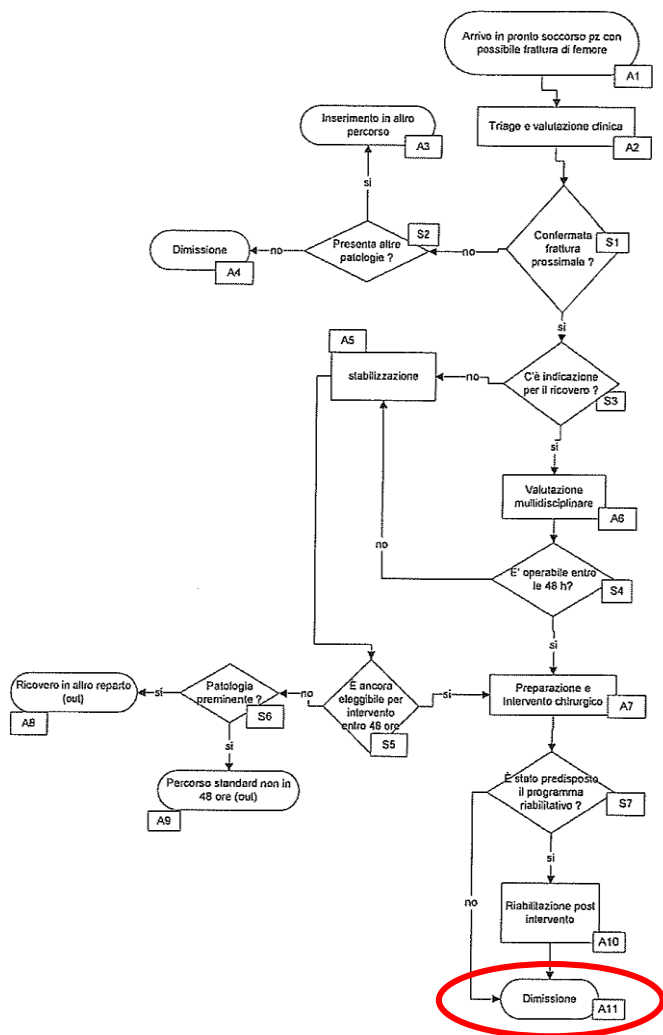 Arrivo in pronto soccorso pz con
possibile frattura di femore
A1
Triage e valutazione clinica
A2
Inserimento in altro
percorso
A3
si
S2
Presenta altre
patologie ?
no
Dimissione
A4
no
Confermata
frattura
prossimale ?
S1
si
A5
stabilizzazione
no
C'è indicazione
per il ricovero ?
S3
si
Valutazione
multidisciplinare
A6
no
E' operabile entro
le 48 h?
S4
si
Ricovero in altro reparto
(out)
A8
si
Patologia
preminente ?
S6
no
È ancora
eleggibile per
intervento
entro 48 ore
S5
si
Preparazione e
Intervento chirurgico
A7
si
Percorso standard non in
48 ore (out)
A9
È stato predisposto
il programma
riabilitativo ?
S7
si
no
Riabilitazione post
intervento
A10
Dimissione
A11